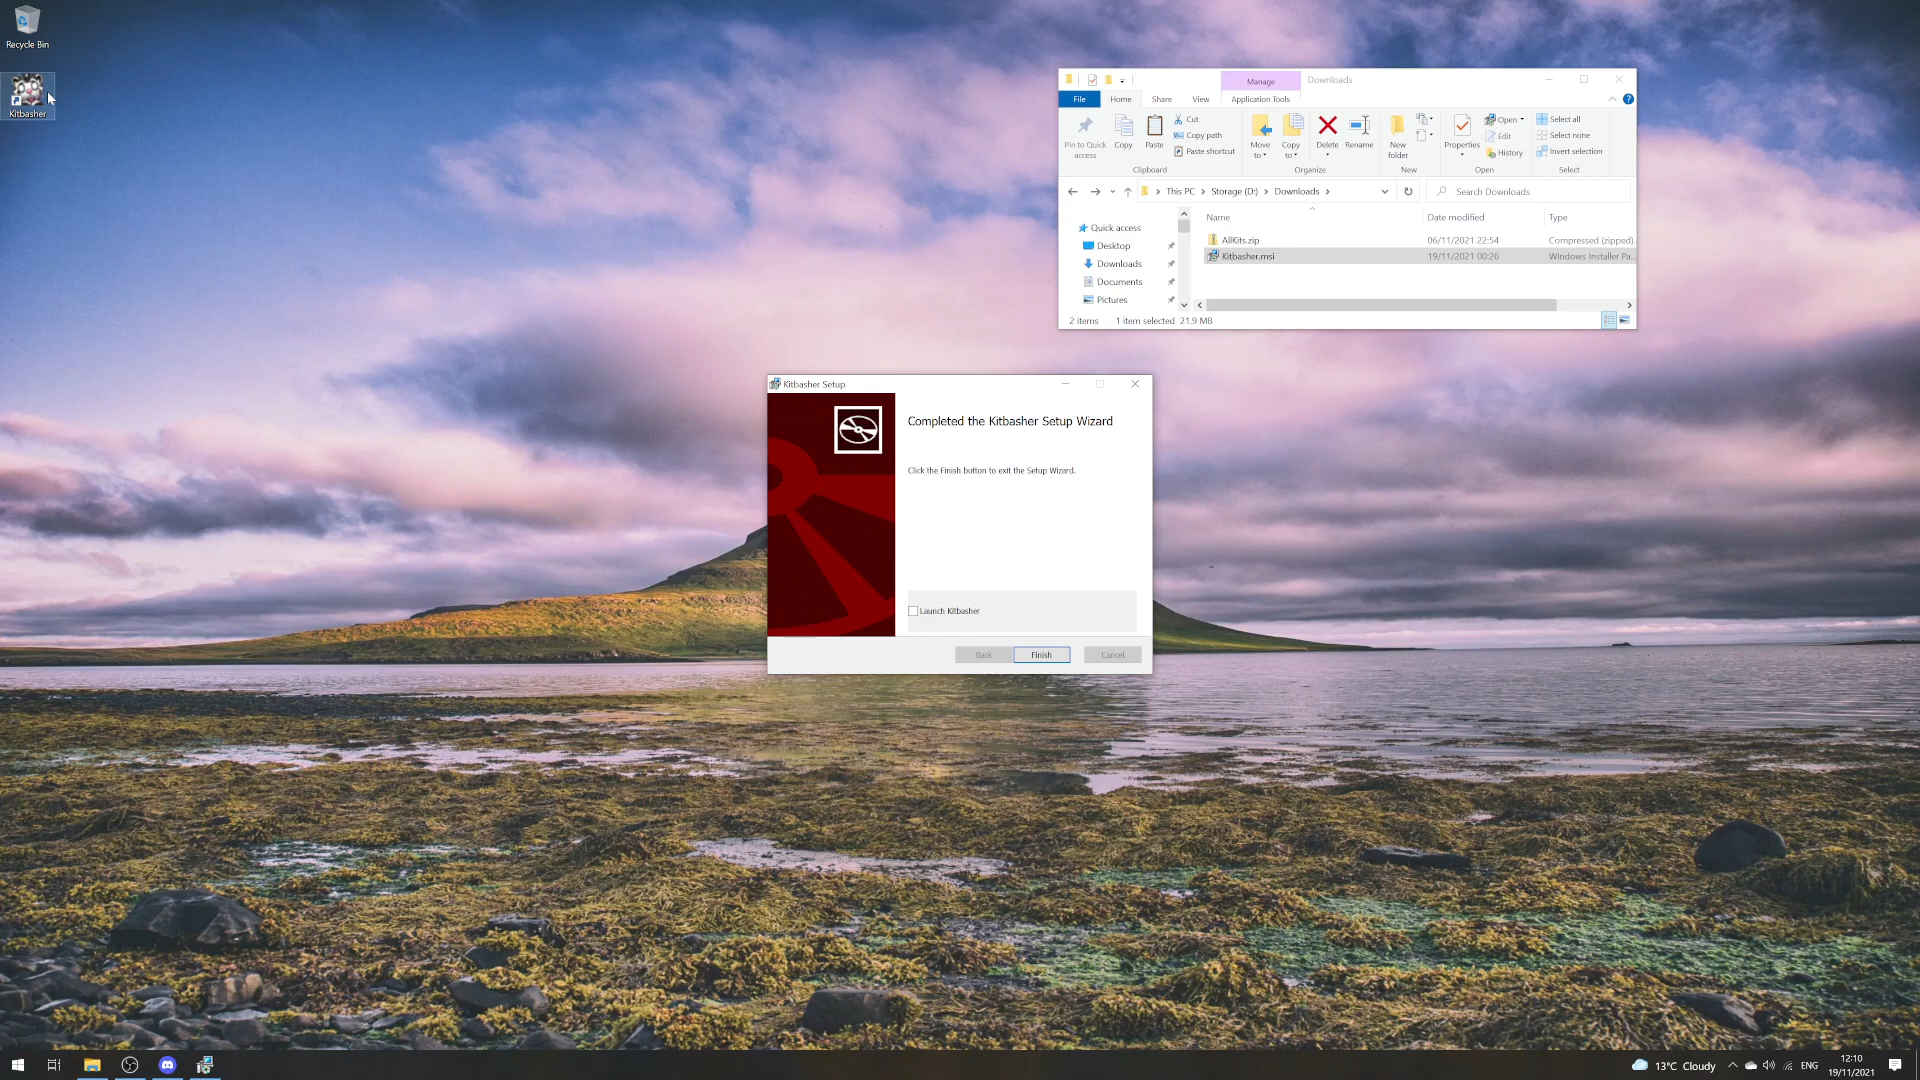 Recycle Bin
Kitbasher
Manage
Downloads
File
Home
Share
View
Application Tools
Pin to Quick access
Copy
Paste
Cut
Copy path
Paste shortcut
Clipboard
Move to
Copy to
Delete
Rename
Organize
New folder
New
Properties
Open
Edit
History
Open
Select all
Select none
Invert selection
Select
This PC
Storage (D:)
Downloads
Search Downloads
Quick access
Desktop
Downloads
Documents
Pictures
Name
Date modified
Type
AllKits.zip
06/11/2021 22:54
Compressed (zipped)...
Kitbasher.msi
19/11/2021 00:26
Windows Installer Pa...
2 items
1 item selected 21.9 MB
Kitbasher Setup
Completed the Kitbasher Setup Wizard
Click the Finish button to exit the Setup Wizard.
Launch Kitbasher
Back
Finish
Cancel
13°C Cloudy
ENG
12:10
19/11/2021